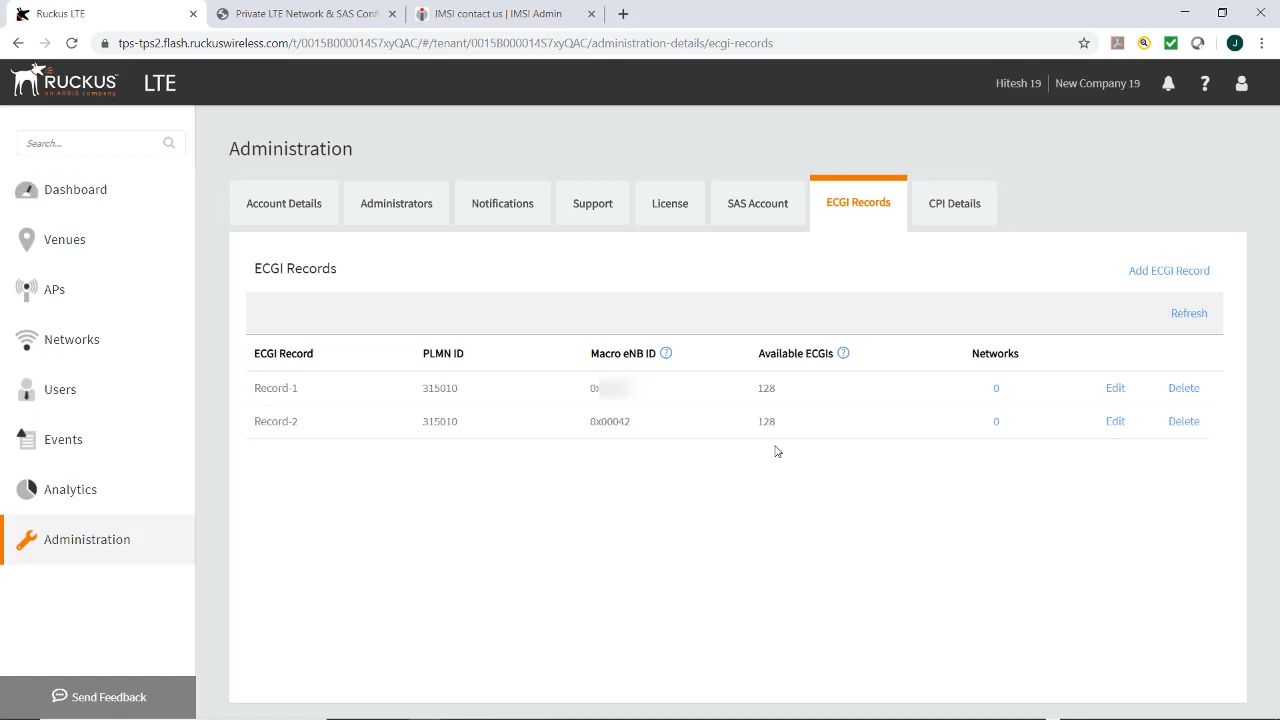 Ruckus LTE
Private LTE Network & SAS Confi
IMSI contact us | IMSI Admin
tps-tps2.flash.ruckuswireless.com/t/0015B000014S7xyQAC/#/tenant/0015B000014S7xyQAC/administration-details/ecgi-records
J
RUCKUS LTE
an ARRIS company
Hitesh 19 New Company 19
Search...
Dashboard
Venues
APs
Networks
Users
Events
Analytics
Administration
Send Feedback
Administration
Account Details Administrators Notifications Support License SAS Account ECGI Records CPI Details
ECGI Records
Add ECGI Record
Refresh
ECGI Record PLMN ID Macro eNB ID Available ECGIs Networks
Record-1 315010 0x 128 0 Edit Delete
Record-2 315010 0x00042 128 0 Edit Delete